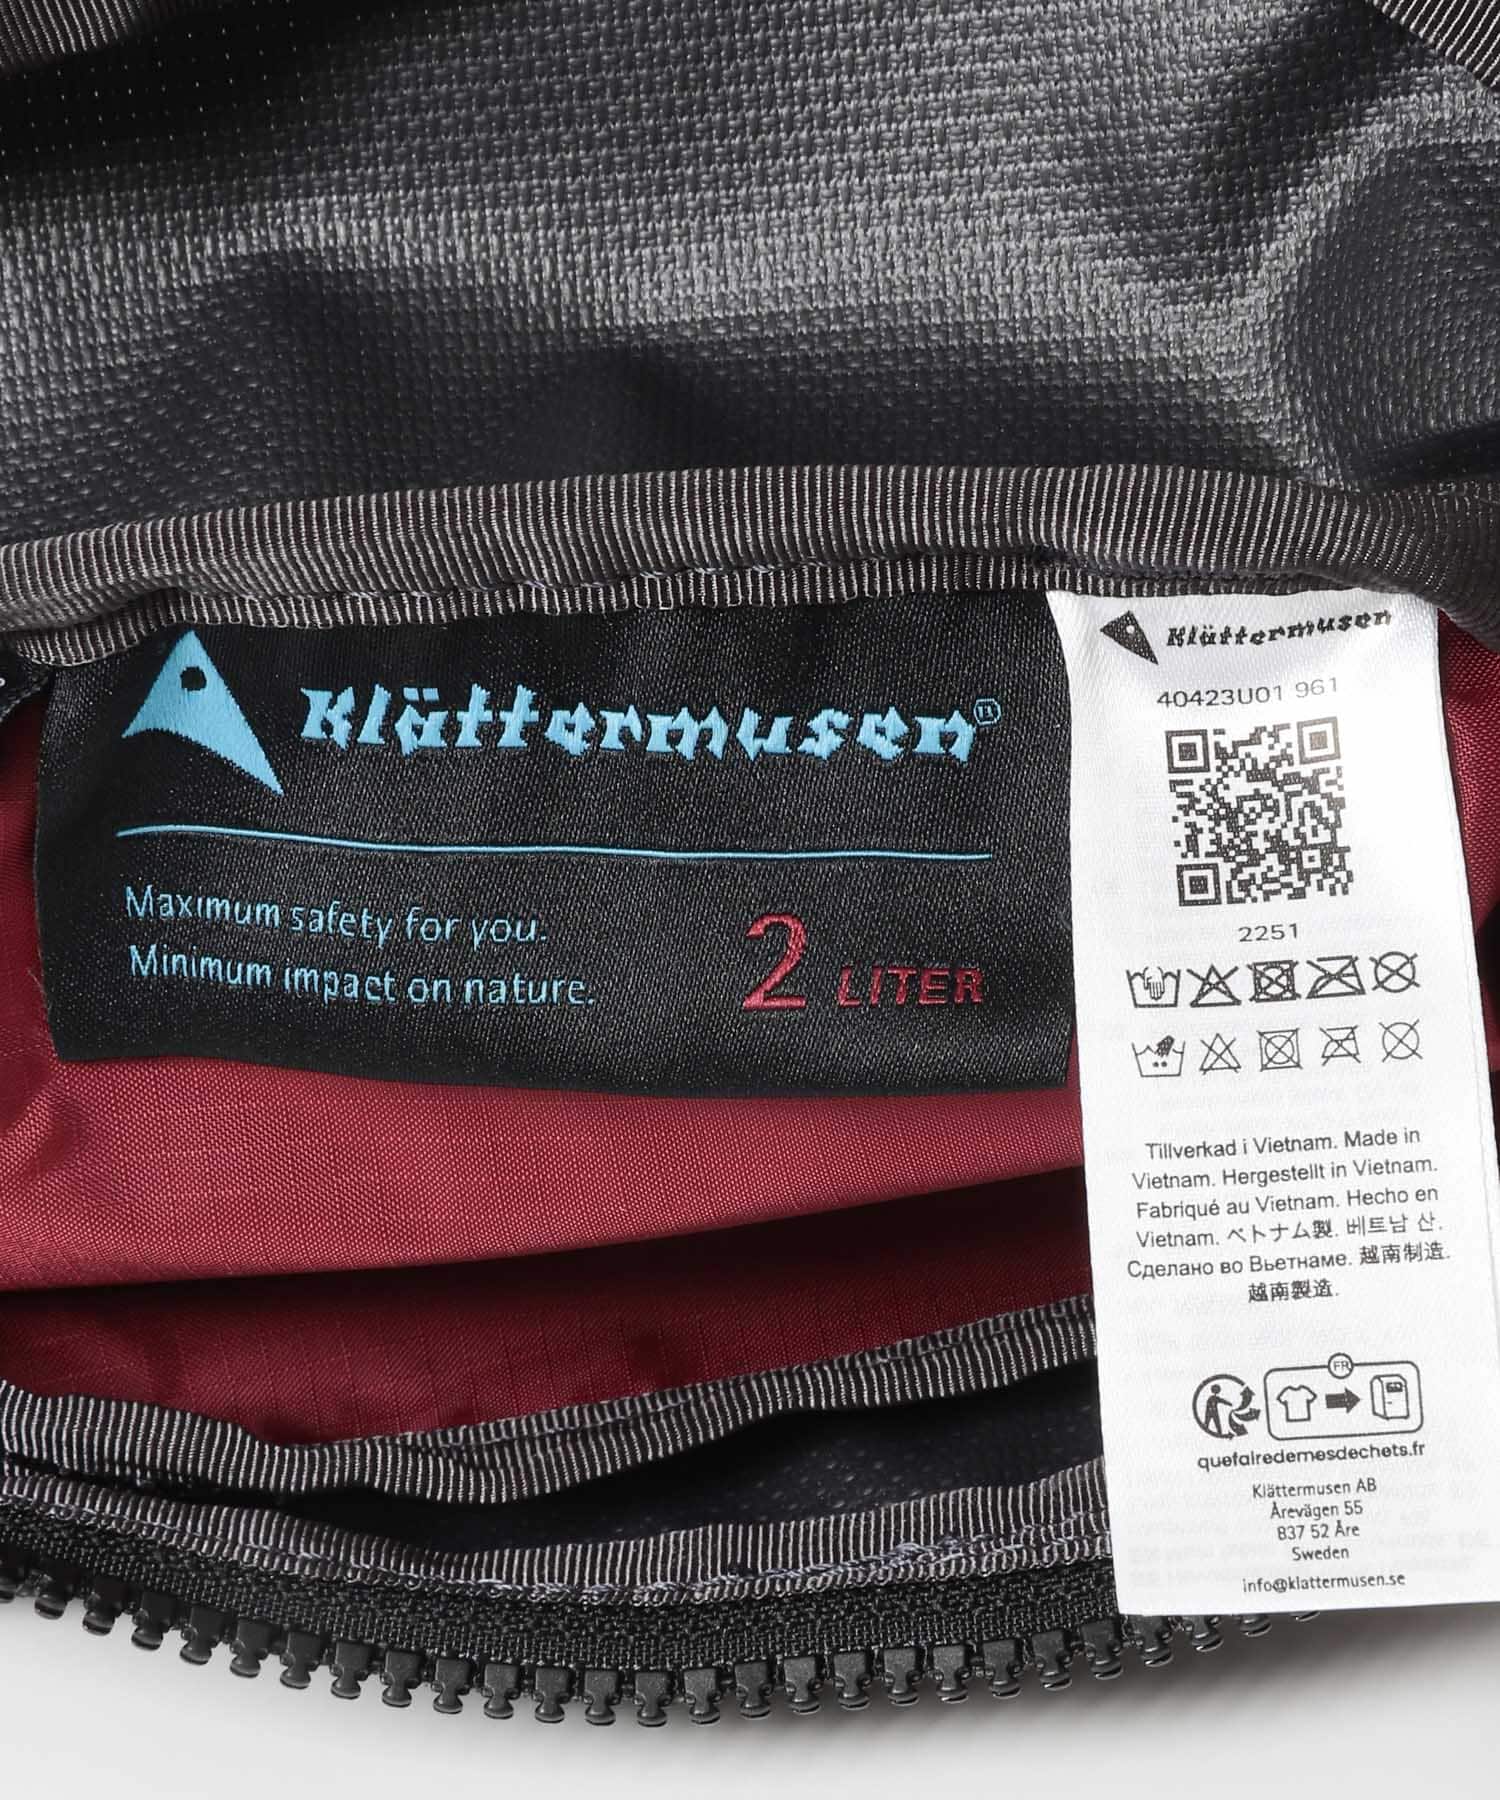 Klättermusen®
Maximum safety for you.
Minimum impact on nature.
2 LITER
Klättermusen
40423U01 961
2251
Tillverkad i Vietnam. Made in
Vietnam. Hergestellt in Vietnam.
Fabriqué au Vietnam. Hecho en
Vietnam. ベトナム製. 베트남 산.
Сделано во Вьетнаме. 越南制造.
越南製造.
FR
quefairedemesdechets.fr
Klättermusen AB
Årevägen 55
837 52 Åre
Sweden
info@klattermusen.se